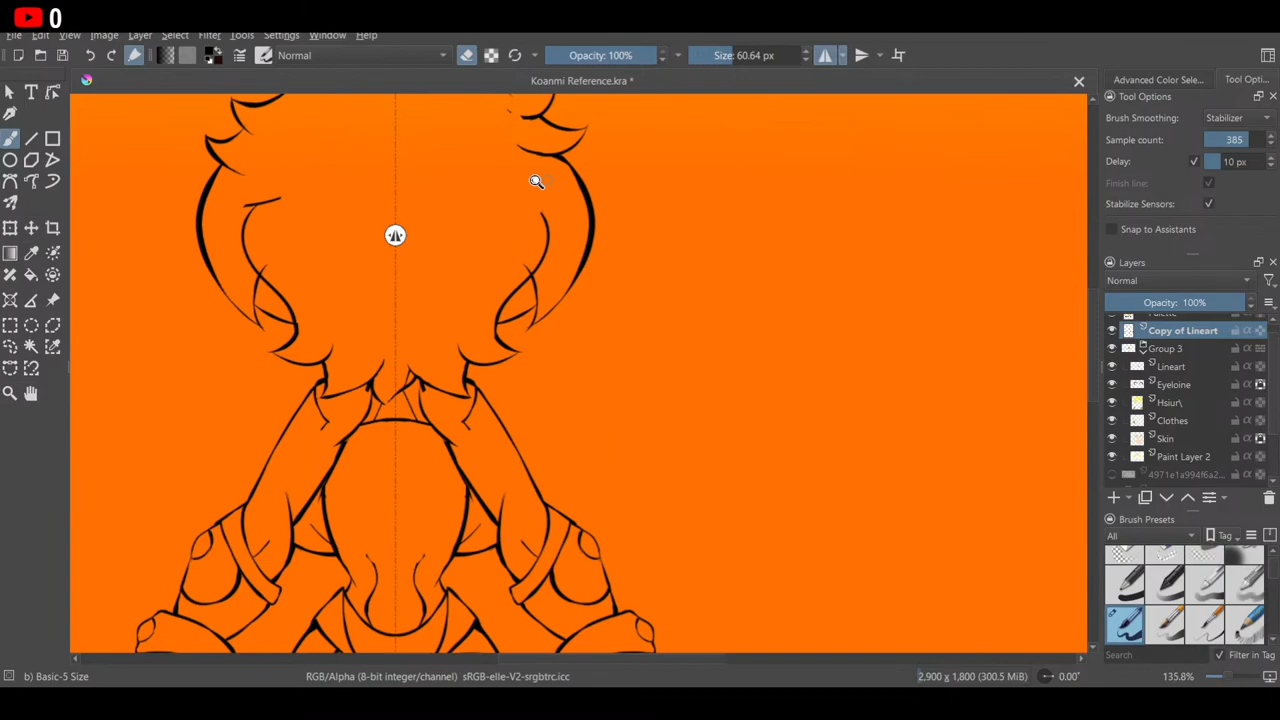 0
File Edit View Image Layer Select Filter Tools Settings Window Help
Normal
Opacity: 100%
Size: 60.64 px
Koanmi Reference.kra *
Advanced Color Sele...
Tool Opti...
Tool Options
Brush Smoothing:
Stabilizer
Sample count:
385
Delay:
10 px
Finish line:
Stabilize Sensors:
Snap to Assistants
Layers
Normal
Opacity: 100%
Palette
Copy of Lineart
Group 3
Lineart
Eyeloine
Hsiur\
Clothes
Skin
Paint Layer 2
4971e1a994f6a2...
Brush Presets
All
Tag
Search
Filter in Tag
b) Basic-5 Size
RGB/Alpha (8-bit integer/channel) sRGB-elle-V2-srgbtrc.icc
2,900 x 1,800 (300.5 MiB)
0.00°
135.8%